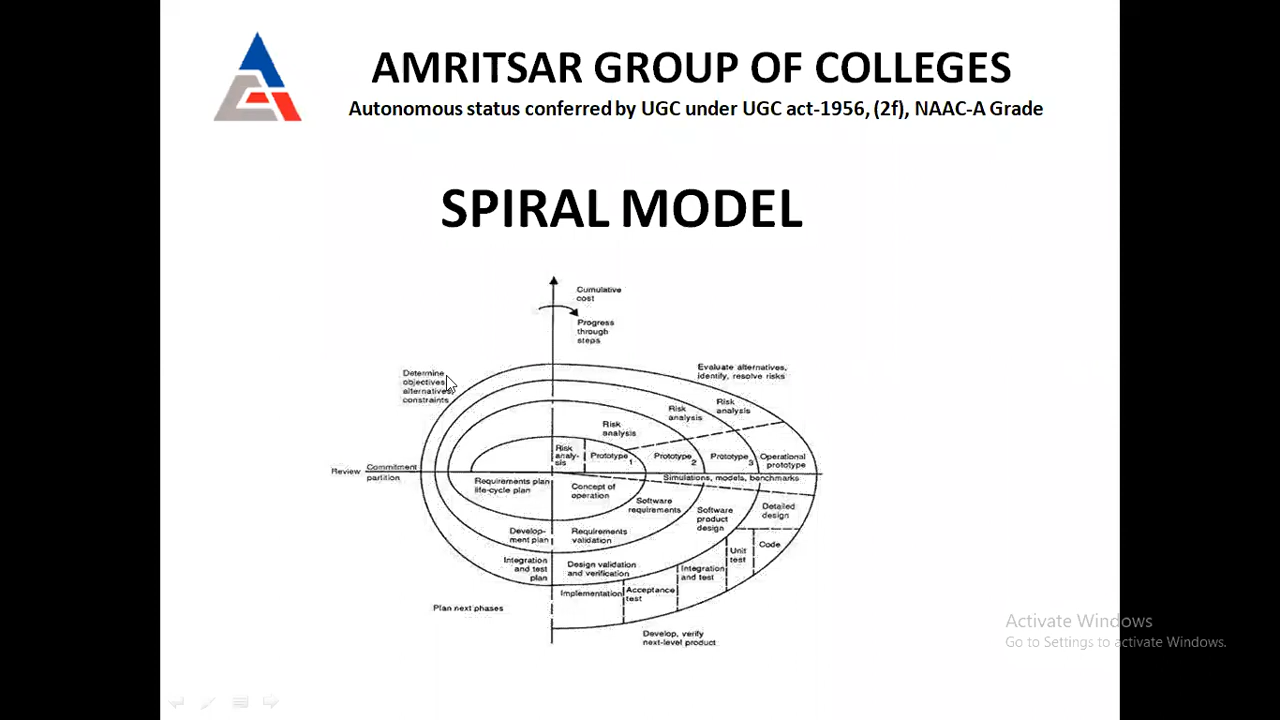 AMRITSAR GROUP OF COLLEGES
Autonomous status conferred by UGC under UGC act-1956, (2f), NAAC-A Grade
SPIRAL MODEL
Cumulative
cost
Progress
through
steps
Determine
objectives
alternatives,
constraints
Evaluate alternatives,
identify, resolve risks
Risk
analysis
Risk
analysis
Risk
analysis
Risk
analy-
sis
Prototype
1
Prototype
2
Prototype
3
Operational
prototype
Review
Commitment
partition
Simulations, models, benchmarks
Requirements plan
life-cycle plan
Concept of
operation
Software
requirements
Software
product
design
Detailed
design
Develop-
ment plan
Requirements
validation
Code
Unit
test
Integration
and test
plan
Design validation
and verification
Integration
and test
Acceptance
test
Implementation
Plan next phases
Develop, verify
next-level product
Activate Windows
Go to Settings to activate Windows.